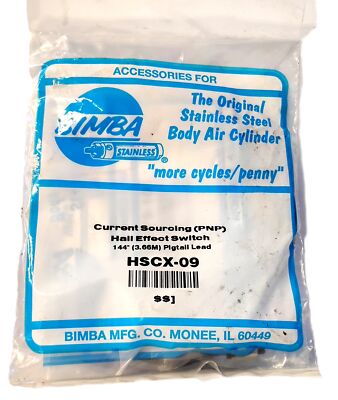 ACCESSORIES FOR
The Original
Stainless Steel
Body Air Cylinder
BIMBA
STAINLESS
"more cycles/penny"
Current Sourcing (PNP)
Hall Effect Switch
144" (3.66M) Pigtail Lead
HSCX-09
$$]
BIMBA MFG. CO. MONEE, IL 60449